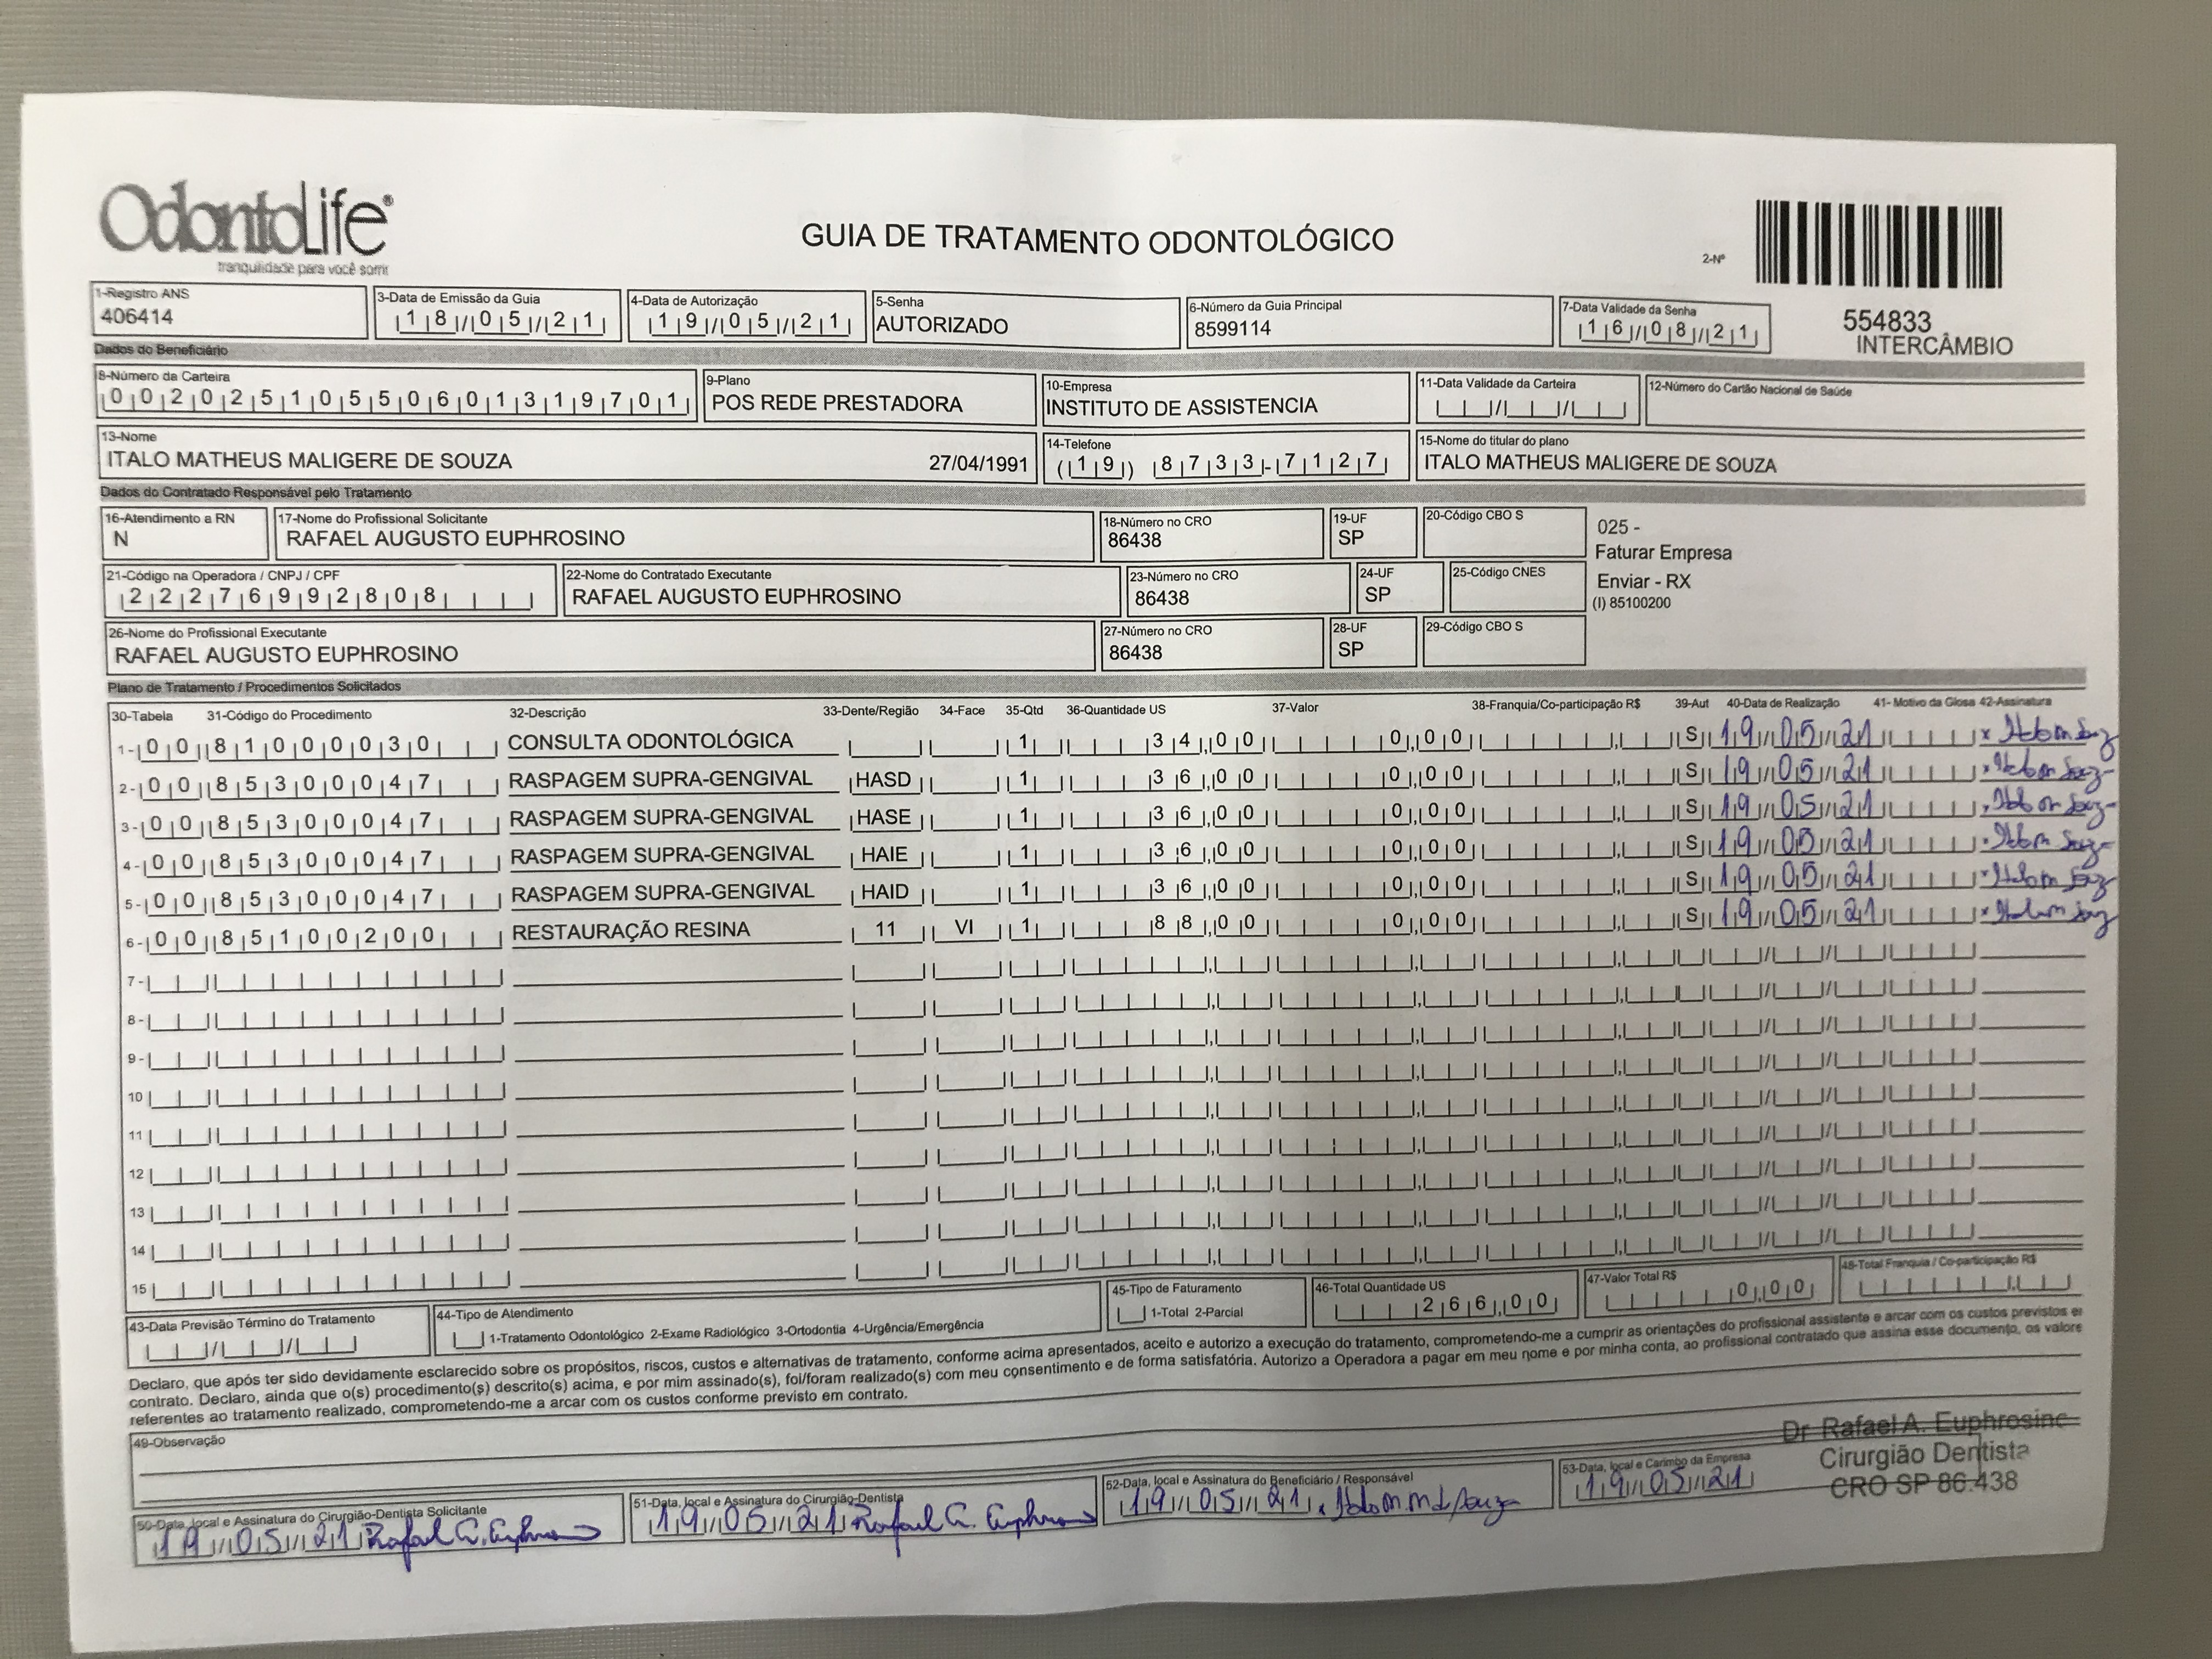 OdontoLife®
tranquilidade para você sorrir
GUIA DE TRATAMENTO ODONTOLÓGICO
2-Nº
554833
INTERCÂMBIO
1-Registro ANS
406414
3-Data de Emissão da Guia
18/05/21
4-Data de Autorização
19/05/21
5-Senha
AUTORIZADO
6-Número da Guia Principal
8599114
7-Data Validade da Senha
16/08/21
Dados do Beneficiário
8-Número da Carteira
00202510550601319701
9-Plano
POS REDE PRESTADORA
10-Empresa
INSTITUTO DE ASSISTENCIA
11-Data Validade da Carteira
12-Número do Cartão Nacional de Saúde
13-Nome
ITALO MATHEUS MALIGERE DE SOUZA 27/04/1991
14-Telefone
(19) 8733-7127
15-Nome do titular do plano
ITALO MATHEUS MALIGERE DE SOUZA
Dados do Contratado Responsável pelo Tratamento
16-Atendimento a RN
N
17-Nome do Profissional Solicitante
RAFAEL AUGUSTO EUPHROSINO
18-Número no CRO
86438
19-UF
SP
20-Código CBO S
025 -
Faturar Empresa
Enviar - RX
(I) 85100200
21-Código na Operadora / CNPJ / CPF
22276992808
22-Nome do Contratado Executante
RAFAEL AUGUSTO EUPHROSINO
23-Número no CRO
86438
24-UF
SP
25-Código CNES
26-Nome do Profissional Executante
RAFAEL AUGUSTO EUPHROSINO
27-Número no CRO
86438
28-UF
SP
29-Código CBO S
Plano de Tratamento / Procedimentos Solicitados
30-Tabela 31-Código do Procedimento 32-Descrição 33-Dente/Região 34-Face 35-Qtd 36-Quantidade US 37-Valor 38-Franquia/Co-participação R$ 39-Aut 40-Data de Realização 41- Motivo da Glosa 42-Assinatura
1- 00 81000030 CONSULTA ODONTOLÓGICA 1 34,00 0,00 S 19/05/21
2- 00 85300047 RASPAGEM SUPRA-GENGIVAL HASD 1 36,00 0,00 S 19/05/21
3- 00 85300047 RASPAGEM SUPRA-GENGIVAL HASE 1 36,00 0,00 S 19/05/21
4- 00 85300047 RASPAGEM SUPRA-GENGIVAL HAIE 1 36,00 0,00 S 19/05/21
5- 00 85300047 RASPAGEM SUPRA-GENGIVAL HAID 1 36,00 0,00 S 19/05/21
6- 00 85100200 RESTAURAÇÃO RESINA 11 VI 1 88,00 0,00 S 19/05/21
7-
8-
9-
10
11
12
13
14
15
43-Data Previsão Término do Tratamento
44-Tipo de Atendimento
1-Tratamento Odontológico 2-Exame Radiológico 3-Ortodontia 4-Urgência/Emergência
45-Tipo de Faturamento
1-Total 2-Parcial
46-Total Quantidade US
266,00
47-Valor Total R$
0,00
48-Total Franquia / Co-participação R$
Declaro, que após ter sido devidamente esclarecido sobre os propósitos, riscos, custos e alternativas de tratamento, conforme acima apresentados, aceito e autorizo a execução do tratamento, comprometendo-me a cumprir as orientações do profissional assistente e arcar com os custos previstos em
contrato. Declaro, ainda que o(s) procedimento(s) descrito(s) acima, e por mim assinado(s), foi/foram realizado(s) com meu consentimento e de forma satisfatória. Autorizo a Operadora a pagar em meu nome e por minha conta, ao profissional contratado que assina esse documento, os valore
referentes ao tratamento realizado, comprometendo-me a arcar com os custos conforme previsto em contrato.
49-Observação
50-Data, local e Assinatura do Cirurgião-Dentista Solicitante
19/05/21 Rafael A. Euphros
51-Data, local e Assinatura do Cirurgião-Dentista
19/05/21 Rafael A. Euphros
52-Data, local e Assinatura do Beneficiário / Responsável
19/05/21
53-Data, local e Carimbo da Empresa
19/05/21
Dr Rafael A. Euphrosino
Cirurgião Dentista
CRO SP 86.438